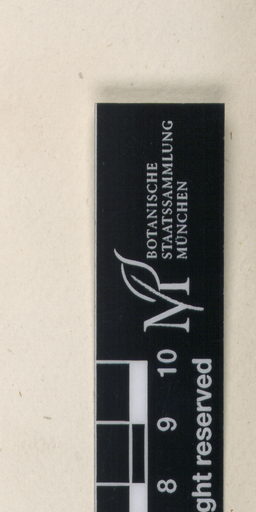 BOTANISCHE
STAATSSAMMLUNG
MÜNCHEN
8 9 10
ght reserved